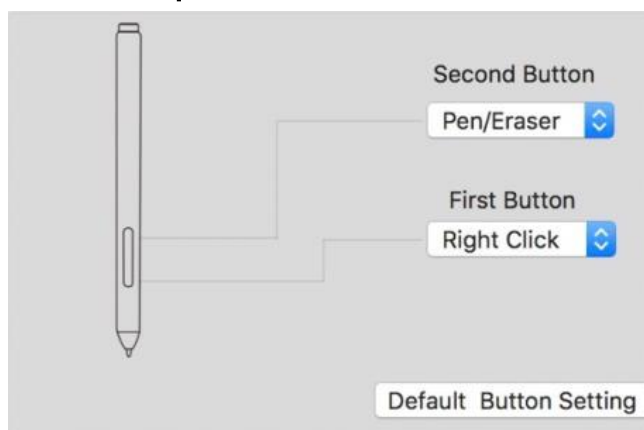 Second Button
Pen/Eraser
First Button
Right Click
Default Button Setting